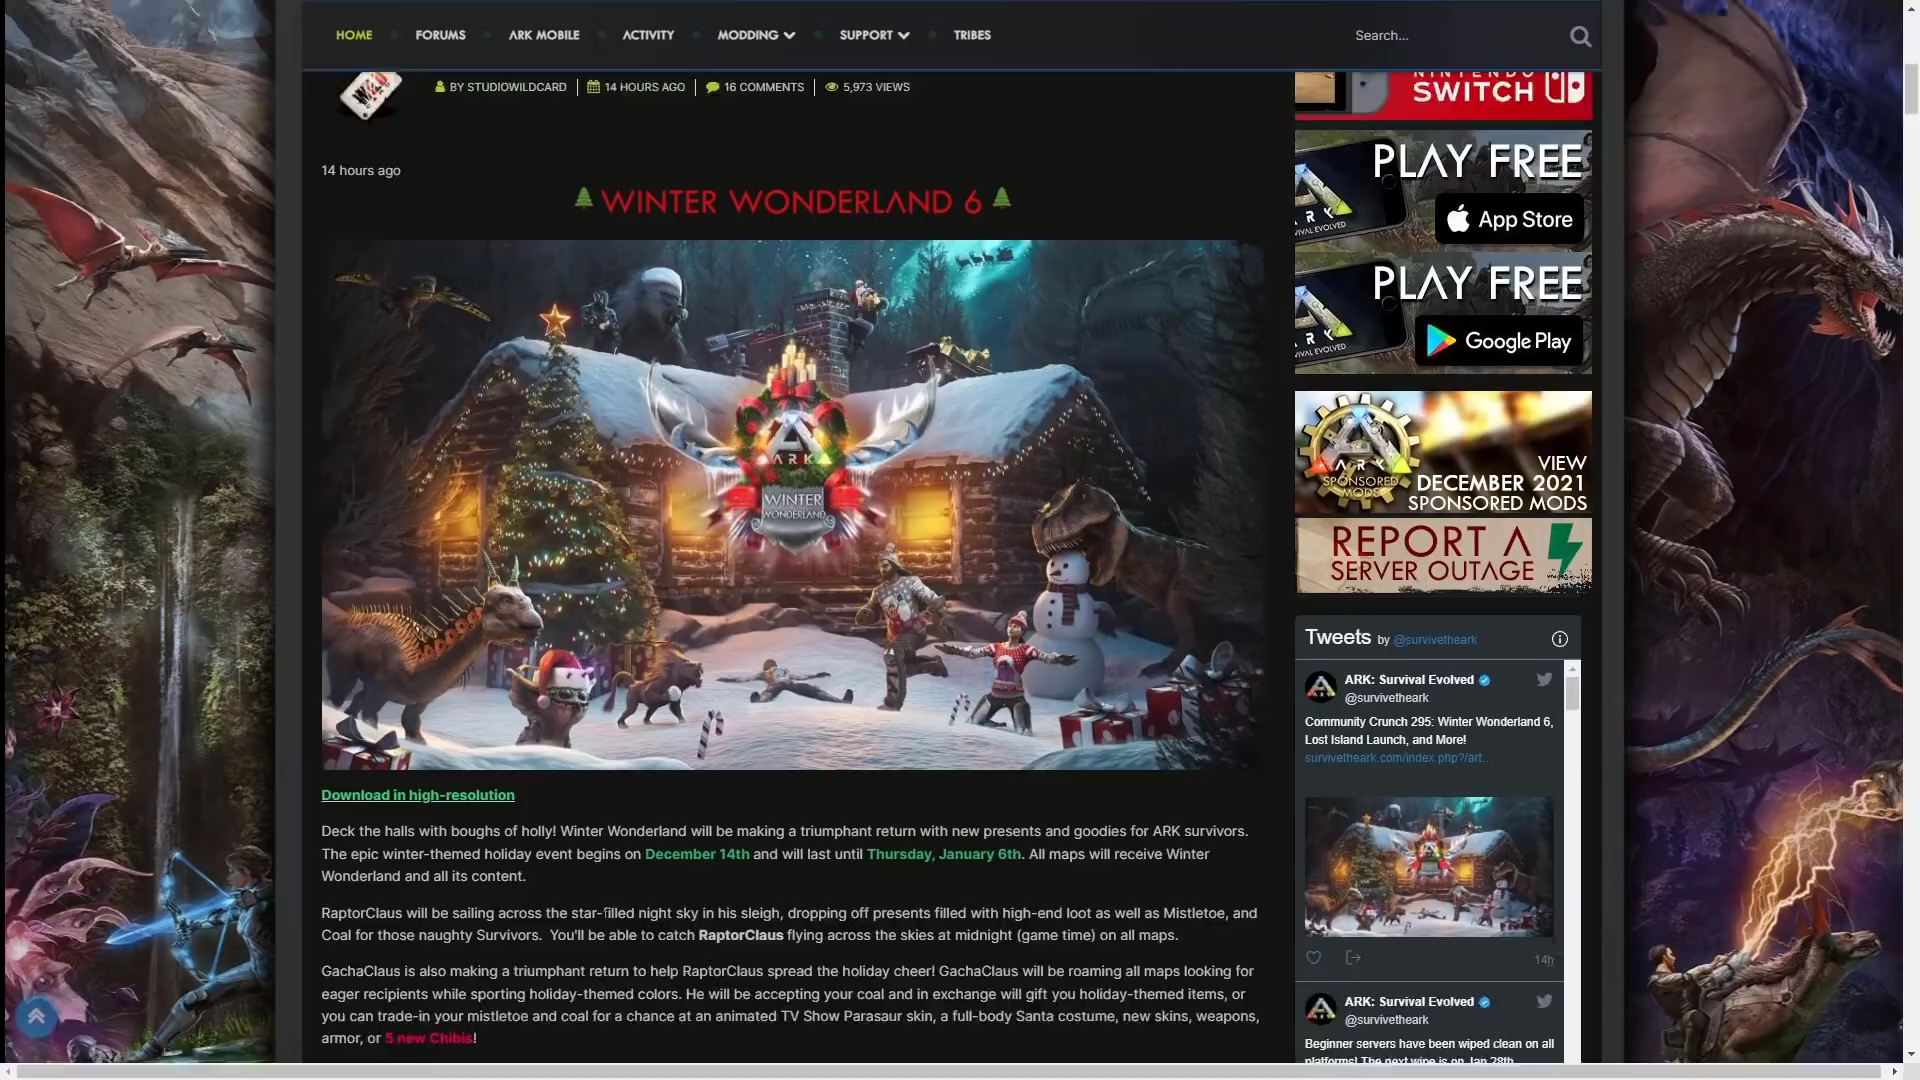 HOME
FORUMS
ARK MOBILE
ACTIVITY
MODDING
SUPPORT
TRIBES
Search...
BY STUDIOWILDCARD
14 HOURS AGO
16 COMMENTS
5,973 VIEWS
14 hours ago
WINTER WONDERLAND 6
ARK
WINTER
WONDERLAND
Download in high-resolution
Deck the halls with boughs of holly! Winter Wonderland will be making a triumphant return with new presents and goodies for ARK survivors.
The epic winter-themed holiday event begins on December 14th and will last until Thursday, January 6th. All maps will receive Winter
Wonderland and all its content.
RaptorClaus will be sailing across the star-filled night sky in his sleigh, dropping off presents filled with high-end loot as well as Mistletoe, and
Coal for those naughty Survivors.  You'll be able to catch RaptorClaus flying across the skies at midnight (game time) on all maps.
GachaClaus is also making a triumphant return to help RaptorClaus spread the holiday cheer! GachaClaus will be roaming all maps looking for
eager recipients while sporting holiday-themed colors. He will be accepting your coal and in exchange will gift you holiday-themed items, or
you can trade-in your mistletoe and coal for a chance at an animated TV Show Parasaur skin, a full-body Santa costume, new skins, weapons,
armor, or 5 new Chibis!
NINTENDO
SWITCH
PLAY FREE
App Store
PLAY FREE
Google Play
ARK
SPONSORED
MODS
VIEW
DECEMBER 2021
SPONSORED MODS
REPORT A
SERVER OUTAGE
Tweets by @survivetheark
ARK: Survival Evolved
@survivetheark
Community Crunch 295: Winter Wonderland 6,
Lost Island Launch, and More!
survivetheark.com/index.php?/art...
14h
ARK: Survival Evolved
@survivetheark
Beginner servers have been wiped clean on all
platforms! The next wipe is on Jan 28th